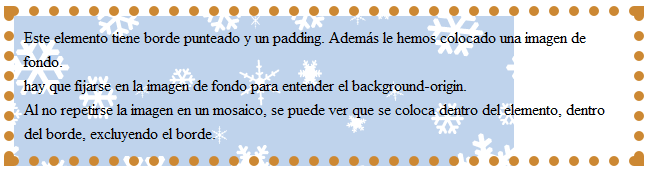 Este elemento tiene borde punteado y un padding. Además le hemos colocado una imagen de
fondo.
hay que fijarse en la imagen de fondo para entender el background-origin.
Al no repetirse la imagen en un mosaico, se puede ver que se coloca dentro del elemento, dentro
del borde, excluyendo el borde.